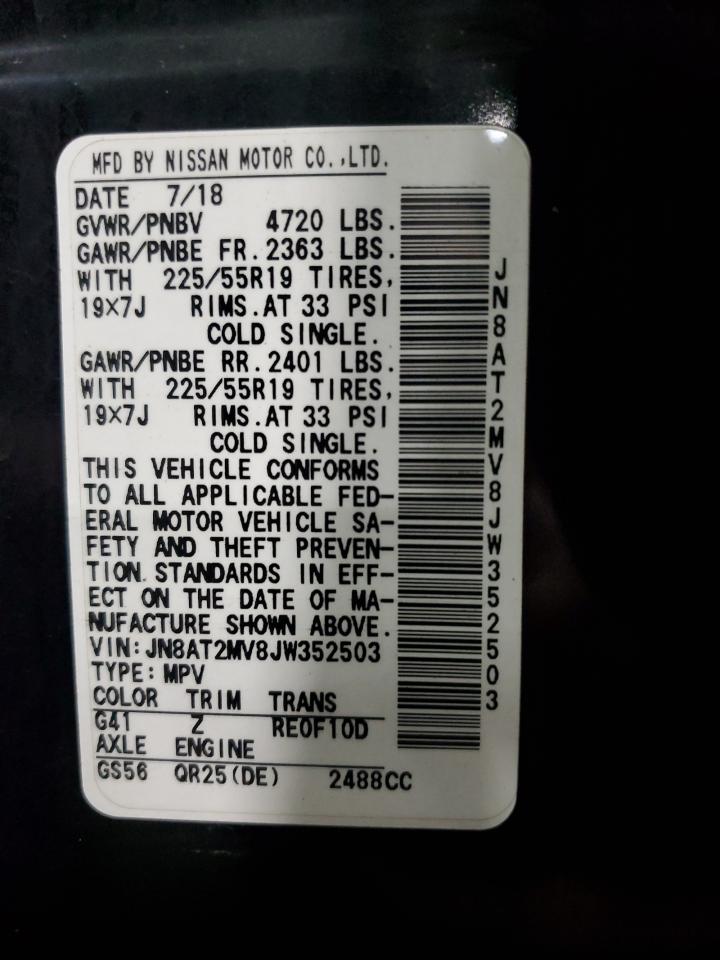 MFD BY NISSAN MOTOR CO.,LTD.
DATE 7/18
GVWR/PNBV 4720 LBS.
GAWR/PNBE FR.2363 LBS.
WITH 225/55R19 TIRES,
19×7J RIMS.AT 33 PSI
COLD SINGLE.
GAWR/PNBE RR.2401 LBS.
WITH 225/55R19 TIRES,
19×7J RIMS.AT 33 PSI
COLD SINGLE.
THIS VEHICLE CONFORMS
TO ALL APPLICABLE FED-
ERAL MOTOR VEHICLE SA-
FETY AND THEFT PREVEN-
TION STANDARDS IN EFF-
ECT ON THE DATE OF MA-
NUFACTURE SHOWN ABOVE.
VIN:JN8AT2MV8JW352503
TYPE:MPV
COLOR TRIM TRANS
G41 Z RE0F10D
AXLE ENGINE
GS56 QR25(DE) 2488CC
JN8AT2MV8JW352503